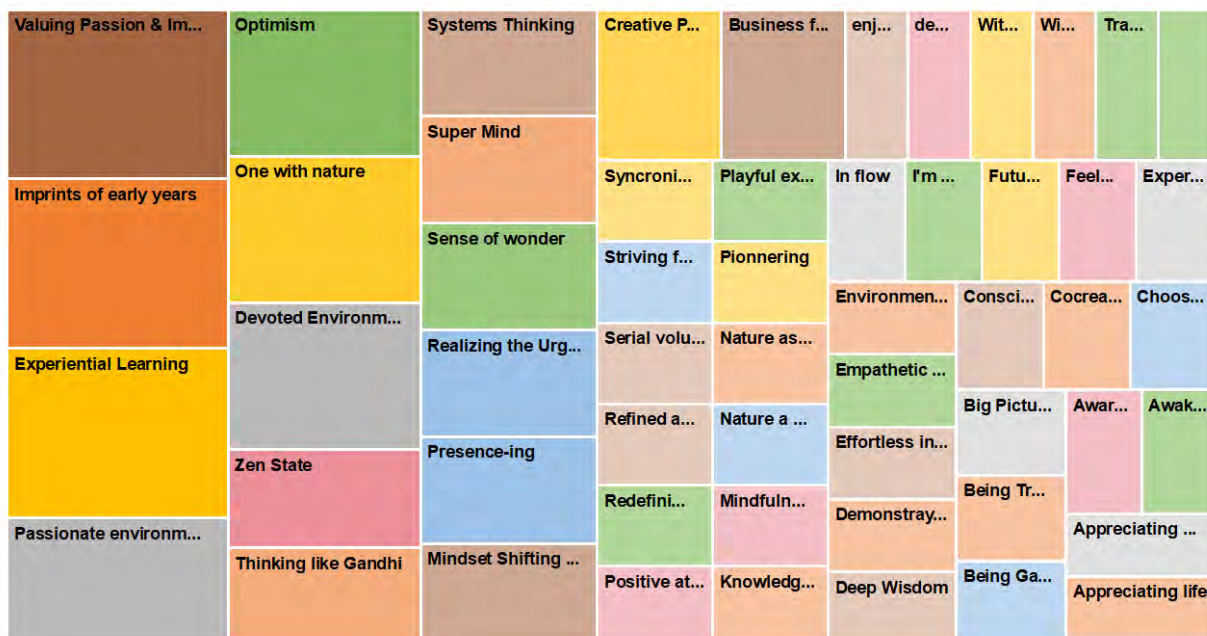 Valuing Passion & Im...
Imprints of early years
Experiential Learning
Passionate environm...
Optimism
One with nature
Devoted Environm...
Zen State
Thinking like Gandhi
Systems Thinking
Super Mind
Sense of wonder
Realizing the Urg...
Presence-ing
Mindset Shifting ...
Creative P...
Business f...
enj...
de...
Wit...
Wi...
Tra...
Syncroni...
Striving f...
Serial volu...
Refined a...
Redefini...
Positive at...
Playful ex...
Pionnering
Nature as...
Nature a ...
Mindfuln...
Knowledg...
In flow
I'm ...
Futu...
Feel...
Exper...
Environmen...
Empathetic ...
Effortless in...
Demonstray...
Deep Wisdom
Consci...
Cocrea...
Choos...
Big Pictu...
Being Tr...
Being Ga...
Awar...
Awak...
Appreciating ...
Appreciating life